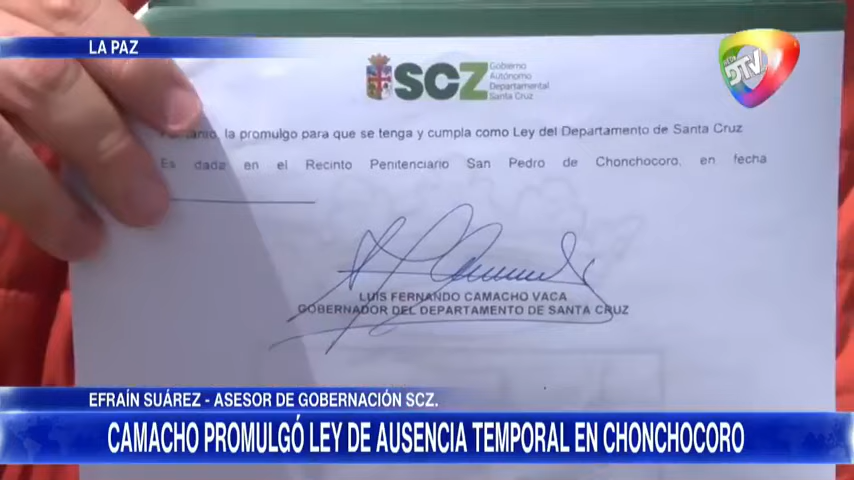 LA PAZ
SCZ
Gobierno
Autónomo
Departamental
Santa Cruz
DTV
tanto, la promulgo para que se tenga y cumpla como Ley del Departamento de Santa Cruz
Es dada en el Recinto Penitenciario San Pedro de Chonchocoro, en fecha
LUIS FERNANDO CAMACHO VACA
GOBERNADOR DEL DEPARTAMENTO DE SANTA CRUZ
EFRAÍN SUÁREZ - ASESOR DE GOBERNACIÓN SCZ.
CAMACHO PROMULGÓ LEY DE AUSENCIA TEMPORAL EN CHONCHOCORO